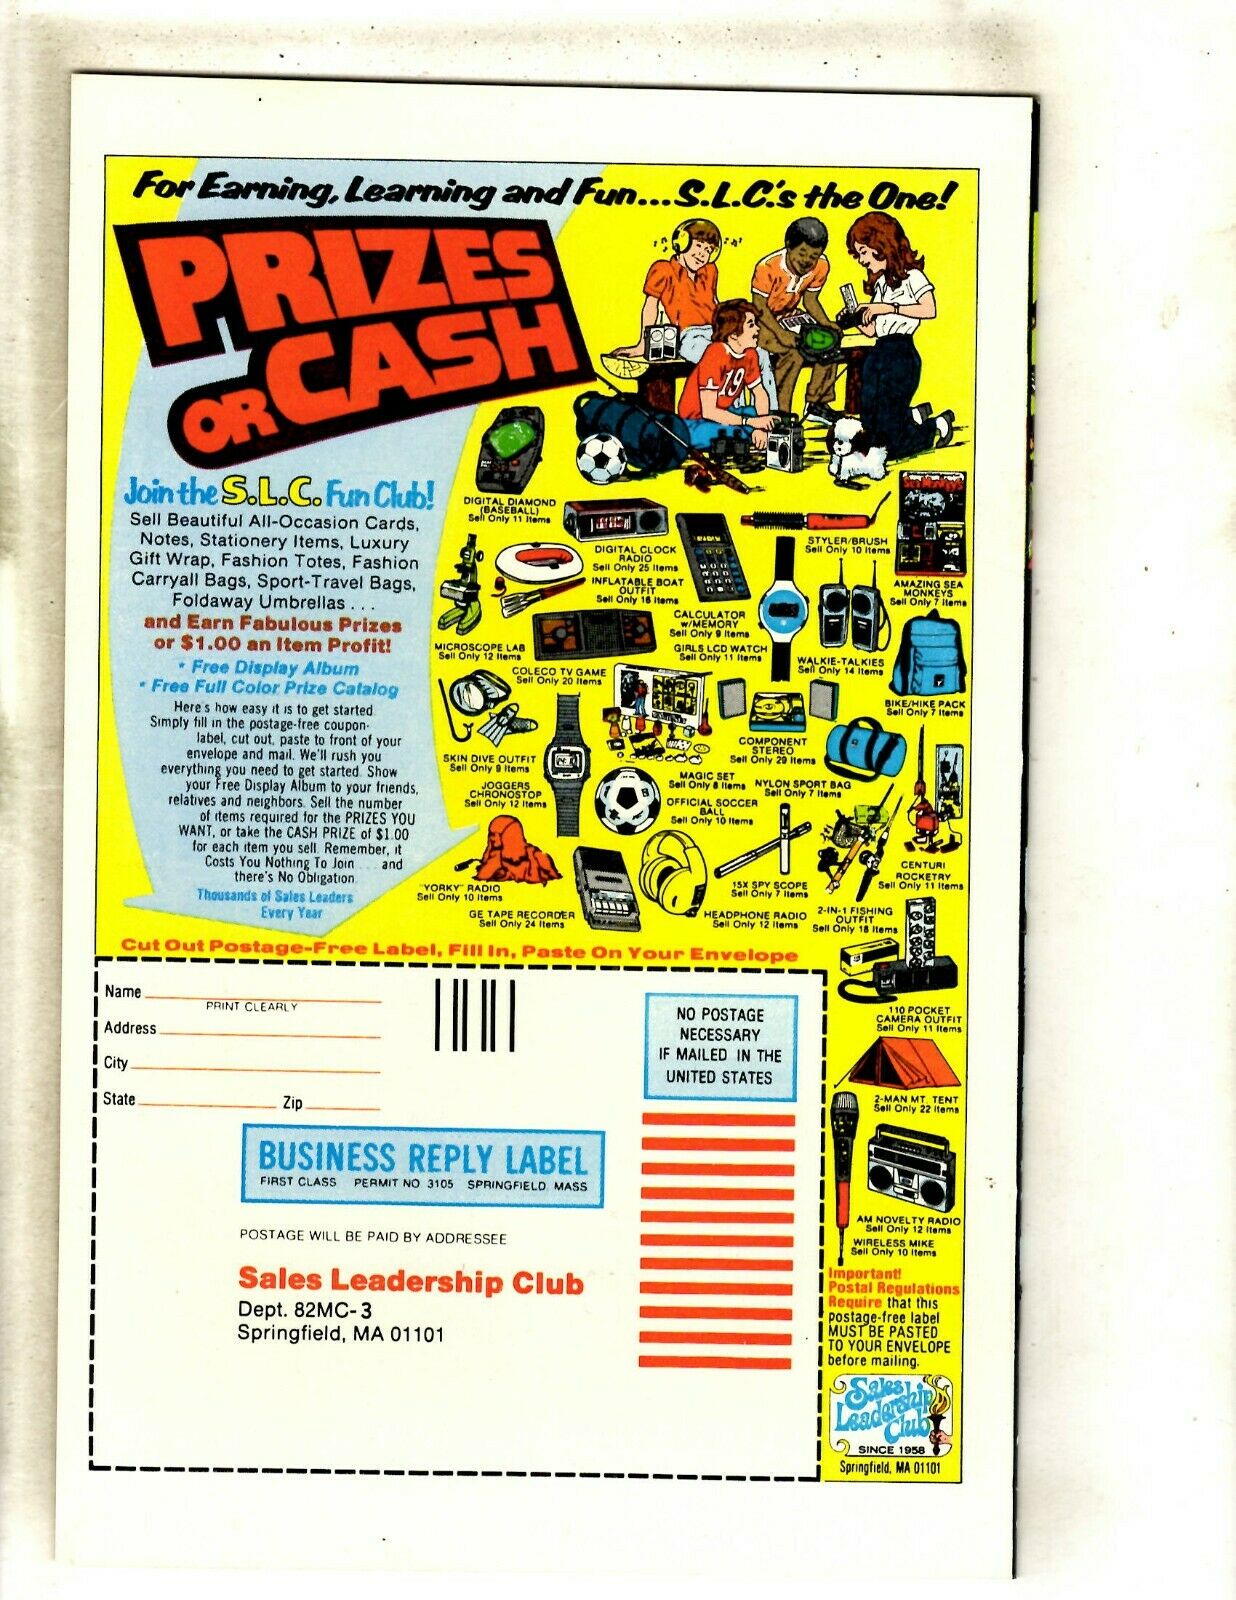 For Earning, Learning and Fun...S.L.C.'s the One!
PRIZES
OR CASH
Join the S.L.C. Fun Club!
Sell Beautiful All-Occasion Cards,
Notes, Stationery Items, Luxury
Gift Wrap, Fashion Totes, Fashion
Carryall Bags, Sport-Travel Bags,
Foldaway Umbrellas . . .
and Earn Fabulous Prizes
or $1.00 an Item Profit!
* Free Display Album
* Free Full Color Prize Catalog
Here's how easy it is to get started.
Simply fill in the postage-free coupon-
label, cut out, paste to front of your
envelope and mail. We'll rush you
everything you need to get started. Show
your Free Display Album to your friends,
relatives and neighbors. Sell the number
of items required for the PRIZES YOU
WANT, or take the CASH PRIZE of $1.00
for each item you sell. Remember, it
Costs You Nothing To Join . . . and
there's No Obligation.
Thousands of Sales Leaders
Every Year
19
DIGITAL DIAMOND
(BASEBALL)
Sell Only 11 Items
DIGITAL CLOCK
RADIO
Sell Only 25 Items
STYLER/BRUSH
Sell Only 10 Items
AMAZING SEA
MONKEYS
Sell Only 7 Items
INFLATABLE BOAT
OUTFIT
Sell Only 16 Items
CALCULATOR
w/MEMORY
Sell Only 9 Items
MICROSCOPE LAB
Sell Only 12 Items
GIRLS LCD WATCH
Sell Only 11 Items
WALKIE-TALKIES
Sell Only 14 Items
COLECO TV GAME
Sell Only 20 Items
BIKE/HIKE PACK
Sell Only 7 Items
COMPONENT
STEREO
Sell Only 29 Items
SKIN DIVE OUTFIT
Sell Only 9 Items
MAGIC SET
Sell Only 8 Items
NYLON SPORT BAG
Sell Only 7 Items
JOGGERS
CHRONOSTOP
Sell Only 12 Items
OFFICIAL SOCCER
BALL
Sell Only 10 Items
CENTURI
ROCKETRY
Sell Only 11 Items
"YORKY" RADIO
Sell Only 10 Items
15X SPY SCOPE
Sell Only 7 Items
GE TAPE RECORDER
Sell Only 24 Items
HEADPHONE RADIO
Sell Only 12 Items
2-IN-1 FISHING
OUTFIT
Sell Only 18 Items
Cut Out Postage-Free Label, Fill In, Paste On Your Envelope
Name
PRINT CLEARLY
Address
City
State Zip
NO POSTAGE
NECESSARY
IF MAILED IN THE
UNITED STATES
BUSINESS REPLY LABEL
FIRST CLASS PERMIT NO 3105 SPRINGFIELD, MASS
POSTAGE WILL BE PAID BY ADDRESSEE
Sales Leadership Club
Dept. 82MC-3
Springfield, MA 01101
110 POCKET
CAMERA OUTFIT
Sell Only 11 Items
2-MAN MT. TENT
Sell Only 22 Items
AM NOVELTY RADIO
Sell Only 12 Items
WIRELESS MIKE
Sell Only 10 Items
Important!
Postal Regulations
Require that this
postage-free label
MUST BE PASTED
TO YOUR ENVELOPE
before mailing.
Sales
Leadership
Club
SINCE 1958
Springfield, MA 01101